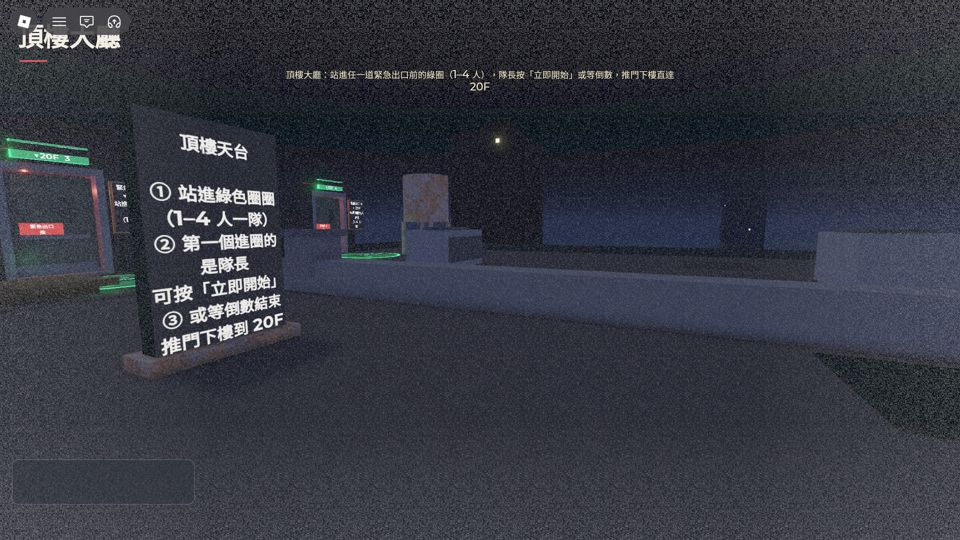 頂樓大廳
頂樓大廳：站進任一道緊急出口前的綠圈（1–4 人），隊長按「立即開始」或等倒數，推門下樓直達
20F
▼20F 3
緊急出口
頂樓天台
① 站進綠色圈圈
（1–4 人一隊）
② 第一個進圈的
是隊長
可按「立即開始」
③ 或等倒數結束
推門下樓到 20F